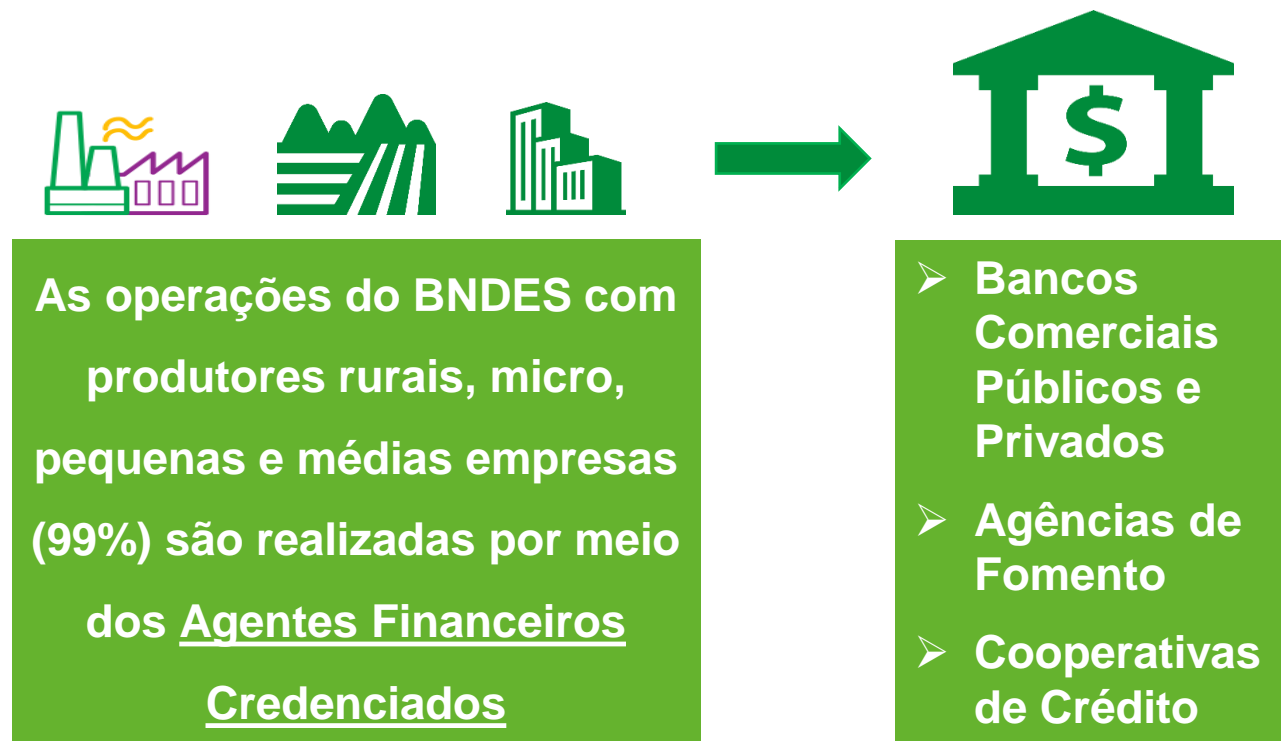 $
As operações do BNDES com
produtores rurais, micro,
pequenas e médias empresas
(99%) são realizadas por meio
dos Agentes Financeiros
Credenciados
➢ Bancos
Comerciais
Públicos e
Privados
➢ Agências de
Fomento
➢ Cooperativas
de Crédito